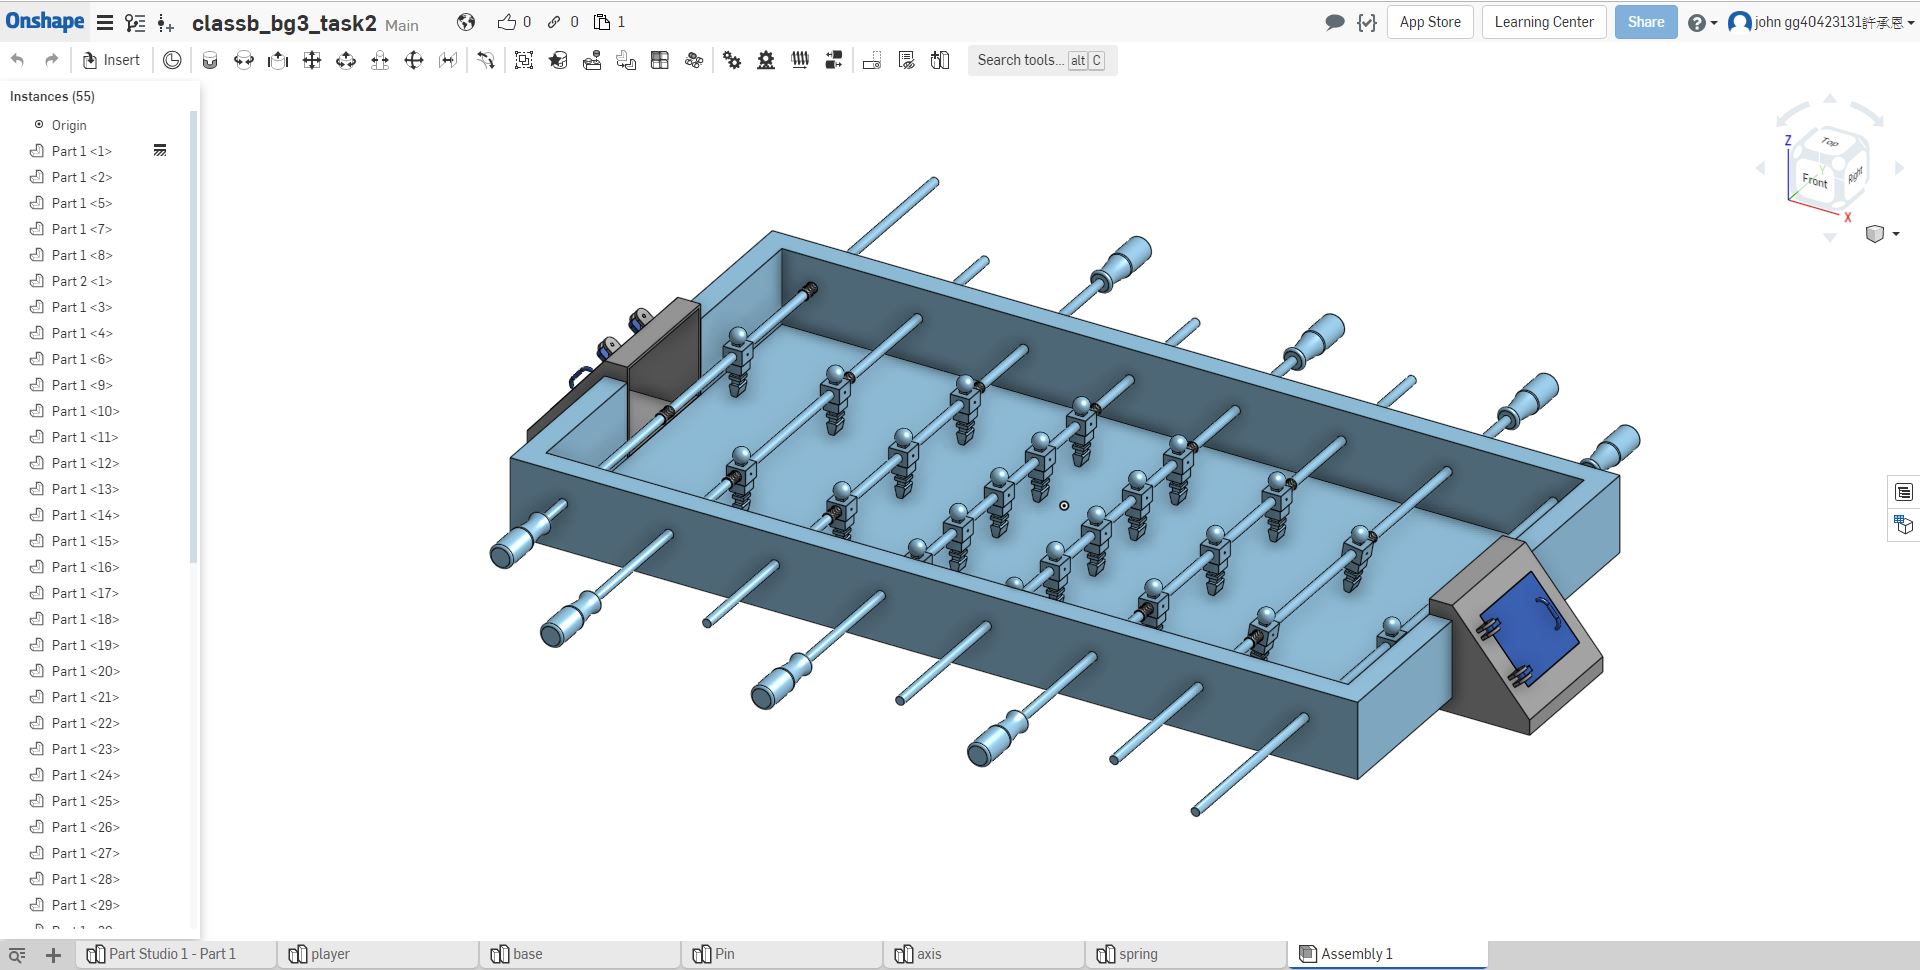 Onshape classb_bg3_task2 Main 0 0 1 App Store Learning Center Share john gg40423131許承恩
Insert Search tools... alt C
Instances (55)
Origin
Part 1 <1>
Part 1 <2>
Part 1 <5>
Part 1 <7>
Part 1 <8>
Part 2 <1>
Part 1 <3>
Part 1 <4>
Part 1 <6>
Part 1 <9>
Part 1 <10>
Part 1 <11>
Part 1 <12>
Part 1 <13>
Part 1 <14>
Part 1 <15>
Part 1 <16>
Part 1 <17>
Part 1 <18>
Part 1 <19>
Part 1 <20>
Part 1 <21>
Part 1 <22>
Part 1 <23>
Part 1 <24>
Part 1 <25>
Part 1 <26>
Part 1 <27>
Part 1 <28>
Part 1 <29>
Z
Top
Y
Front Right
X
Part Studio 1 - Part 1 player base Pin axis spring Assembly 1